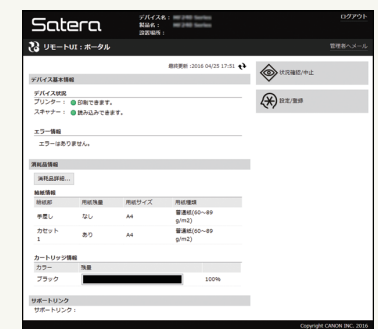 Satera
デバイス名：
製品名：
設置場所：
ログアウト
リモートUI：ポータル
管理者へメール
最終更新 :2016 04/25 17:51
デバイス基本情報
デバイス状況
プリンター： 印刷できます。
スキャナー： 読み込みできます。
エラー情報
エラーはありません。
消耗品情報
消耗品詳細...
給紙情報
給紙部 用紙残量 用紙サイズ 用紙種類
手差し なし A4 普通紙(60～89 g/m2)
カセット1 あり A4 普通紙(60～89 g/m2)
カートリッジ情報
カラー 残量
ブラック 100%
サポートリンク
サポートリンク：
状況確認/中止
設定/登録
Copyright CANON INC. 2016